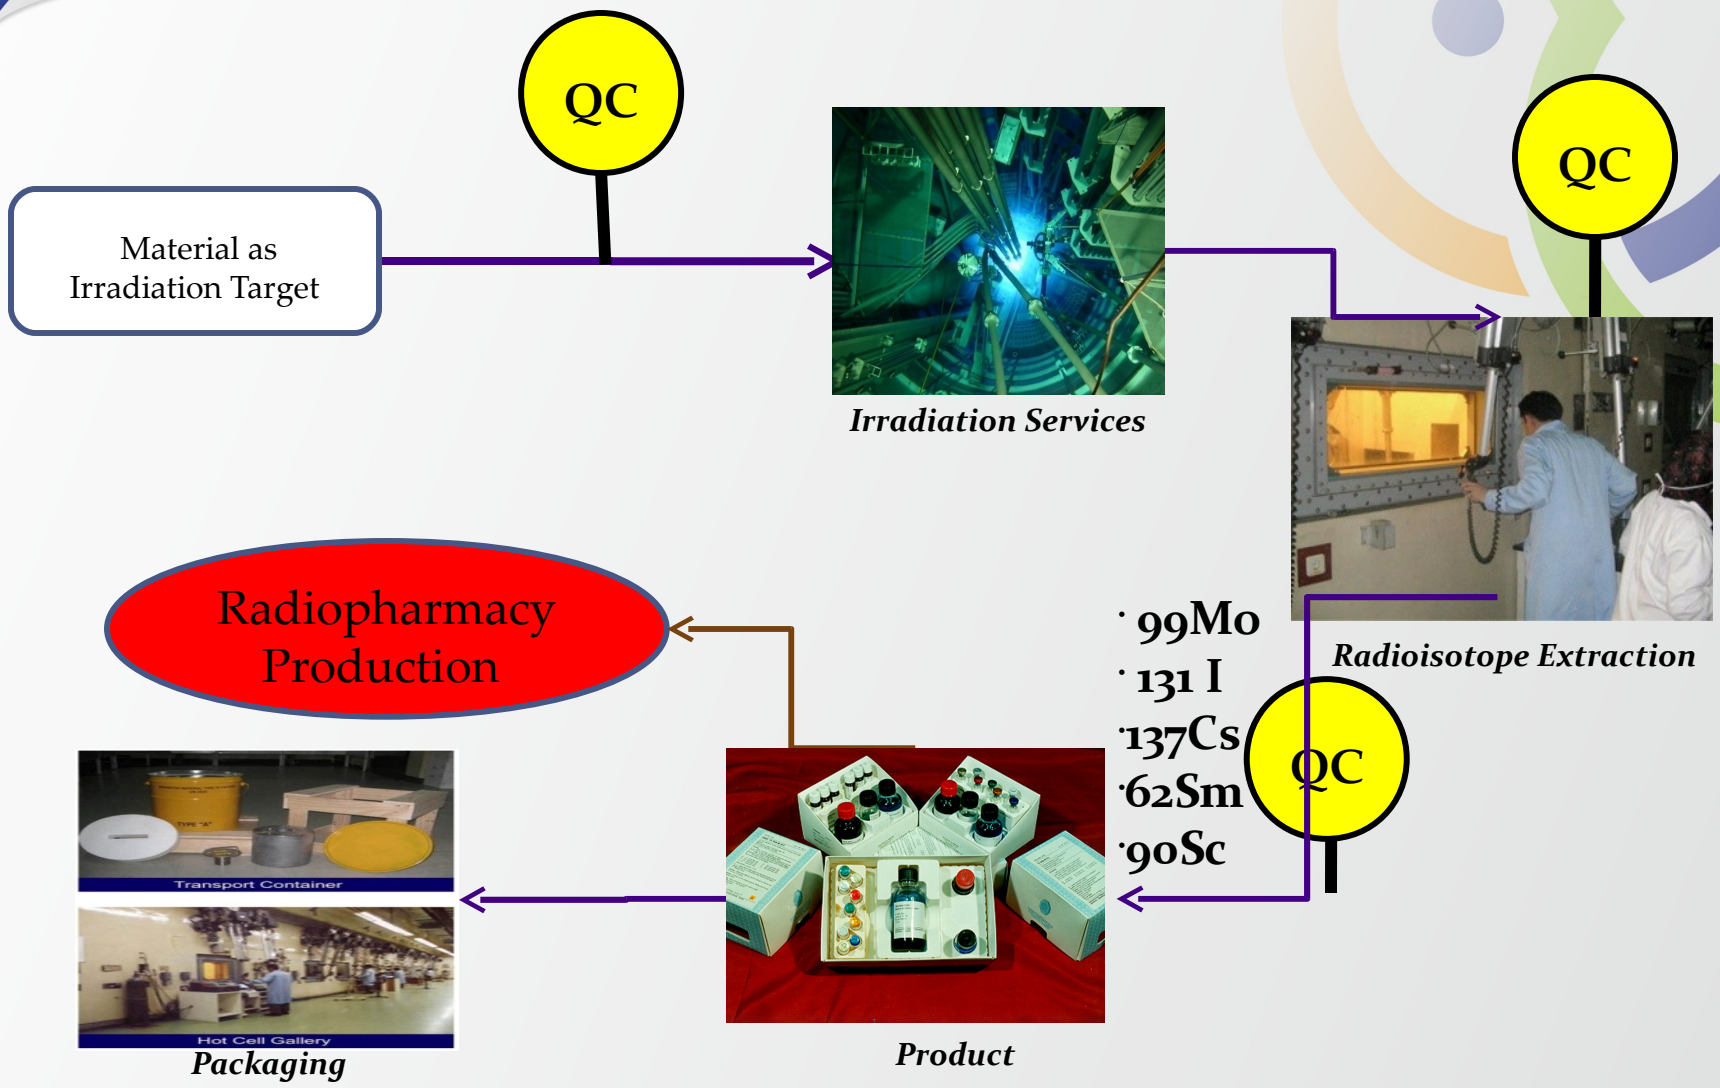 QC
QC
Material as
Irradiation Target
Irradiation Services
Radioisotope Extraction
Radiopharmacy
Production
· 99Mo
· 131 I
·137Cs
·62Sm
·90Sc
QC
TYPE "A"
Transport Container
Hot Cell Gallery
Packaging
Product